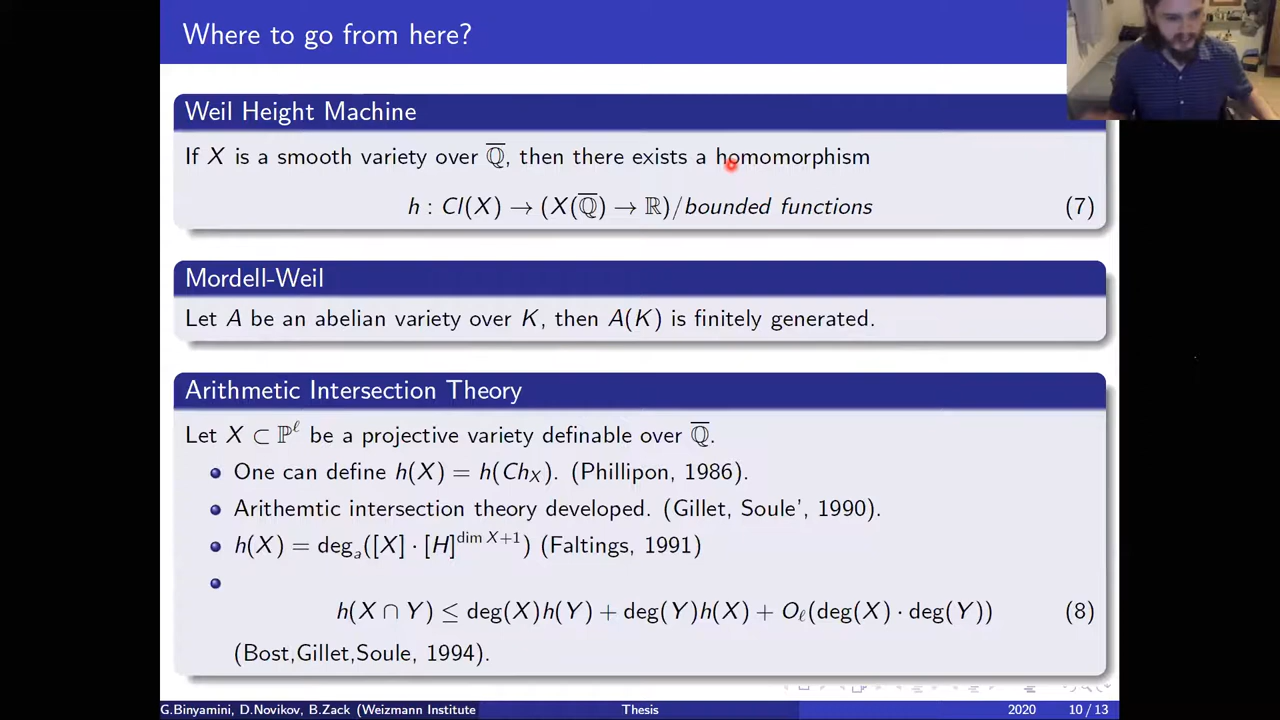 Where to go from here?
Weil Height Machine
If X is a smooth variety over Q̅, then there exists a homomorphism
h : Cl(X) → (X(Q̅) → ℝ)/bounded functions (7)
Mordell-Weil
Let A be an abelian variety over K, then A(K) is finitely generated.
Arithmetic Intersection Theory
Let X ⊂ ℙ^ℓ be a projective variety definable over Q̅.
One can define h(X) = h(Ch_X). (Phillipon, 1986).
Arithemtic intersection theory developed. (Gillet, Soule', 1990).
h(X) = deg_a([X] · [H]^{dim X+1}) (Faltings, 1991)
h(X ∩ Y) ≤ deg(X)h(Y) + deg(Y)h(X) + O_ℓ(deg(X) · deg(Y)) (8)
(Bost,Gillet,Soule, 1994).
G.Binyamini, D.Novikov, B.Zack (Weizmann Institute Thesis 2020 10 / 13